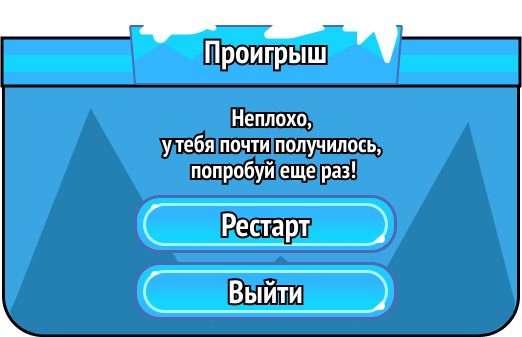 Проигрыш
Неплохо,
у тебя почти получилось,
попробуй еще раз!
Рестарт
Выйти